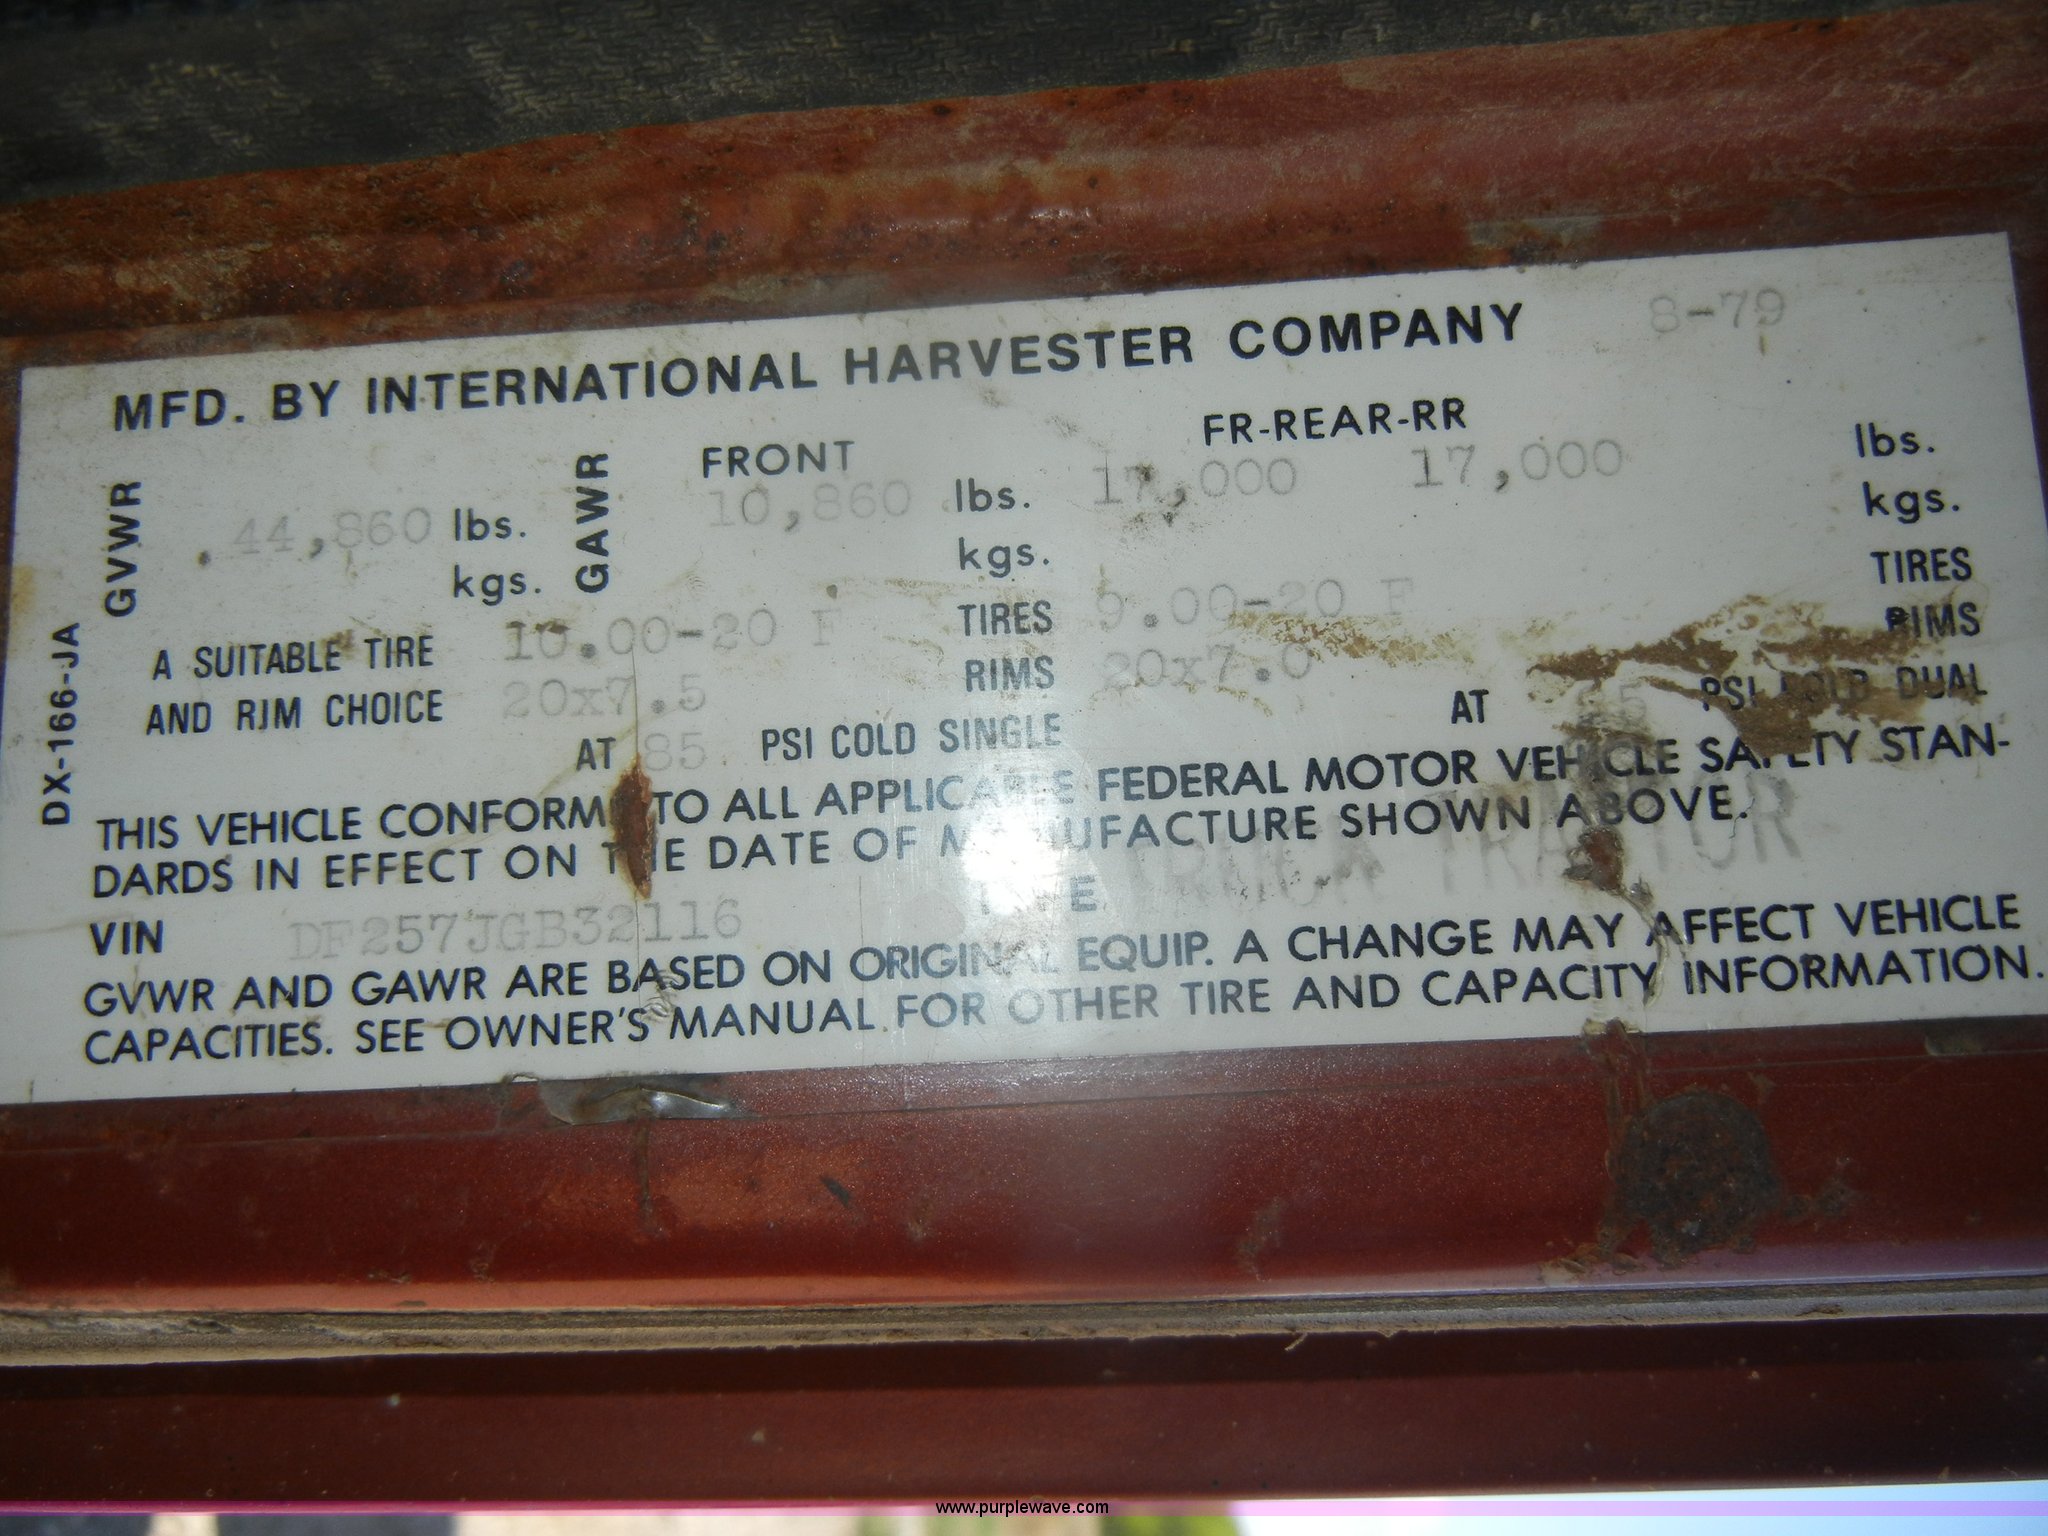 MFD. BY INTERNATIONAL HARVESTER COMPANY 8-79
FRONT FR-REAR-RR
GVWR 44,860 lbs. GAWR 10,860 lbs. 17,000 17,000 lbs.
kgs. kgs. kgs.
A SUITABLE TIRE 10.00-20 F TIRES 9.00-20 F TIRES
AND RIM CHOICE 20x7.5 RIMS 20x7.0 RIMS
AT 85 PSI COLD SINGLE AT PSI COLD DUAL
THIS VEHICLE CONFORMS TO ALL APPLICABLE FEDERAL MOTOR VEHICLE SAFETY STAN-
DARDS IN EFFECT ON THE DATE OF MANUFACTURE SHOWN ABOVE.
VIN DF257JGB32116 TYPE TRUCK TRACTOR
GVWR AND GAWR ARE BASED ON ORIGINAL EQUIP. A CHANGE MAY AFFECT VEHICLE
CAPACITIES. SEE OWNER'S MANUAL FOR OTHER TIRE AND CAPACITY INFORMATION.
DX-166-JA
www.purplewave.com